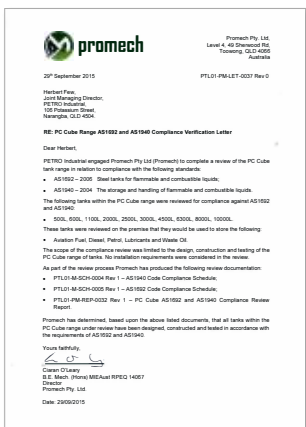 promech
Promech Pty. Ltd,
Level 4, 49 Sherwood Rd,
Toowong, QLD 4066
Australia
29th September 2015
PTL01-PM-LET-0037 Rev 0
Herbert Few,
Joint Managing Director,
PETRO Industrial,
106 Potassium Street,
Narangba, QLD 4504.
RE: PC Cube Range AS1692 and AS1940 Compliance Verification Letter
Dear Herbert,
PETRO Industrial engaged Promech Pty Ltd (Promech) to complete a review of the PC Cube
tank range in relation to compliance with the following standards:
• AS1692 – 2006 Steel tanks for flammable and combustible liquids;
• AS1940 – 2004 The storage and handling of flammable and combustible liquids.
The following tanks within the PC Cube range were reviewed for compliance against AS1692
and AS1940:
• 500L, 600L, 1100L, 2000L, 2500L, 3000L, 4500L, 6300L, 8000L, 10000L.
These tanks were reviewed on the premise that they would be used to store the following:
• Aviation Fuel, Diesel, Petrol, Lubricants and Waste Oil.
The scope of the compliance review was limited to the design, construction and testing of the
PC Cube range of tanks. No installation requirements were considered in the review.
As part of the review process Promech has produced the following review documentation:
• PTL01-M-SCH-0004 Rev 1 – AS1940 Code Compliance Schedule;
• PTL01-M-SCH-0005 Rev 1 – AS1692 Code Compliance Schedule;
• PTL01-PM-REP-0032 Rev 1 – PC Cube AS1692 and AS1940 Compliance Review
Report.
Promech has determined, based upon the above listed documents, that all tanks within the
PC Cube range under review have been designed, constructed and tested in accordance with
the requirements of AS1692 and AS1940.
Yours faithfully,
Ciaran O'Leary
B.E. Mech (Hons) MIEAust RPEQ 14067
Director
Promech Pty. Ltd.
Date: 29/09/2015